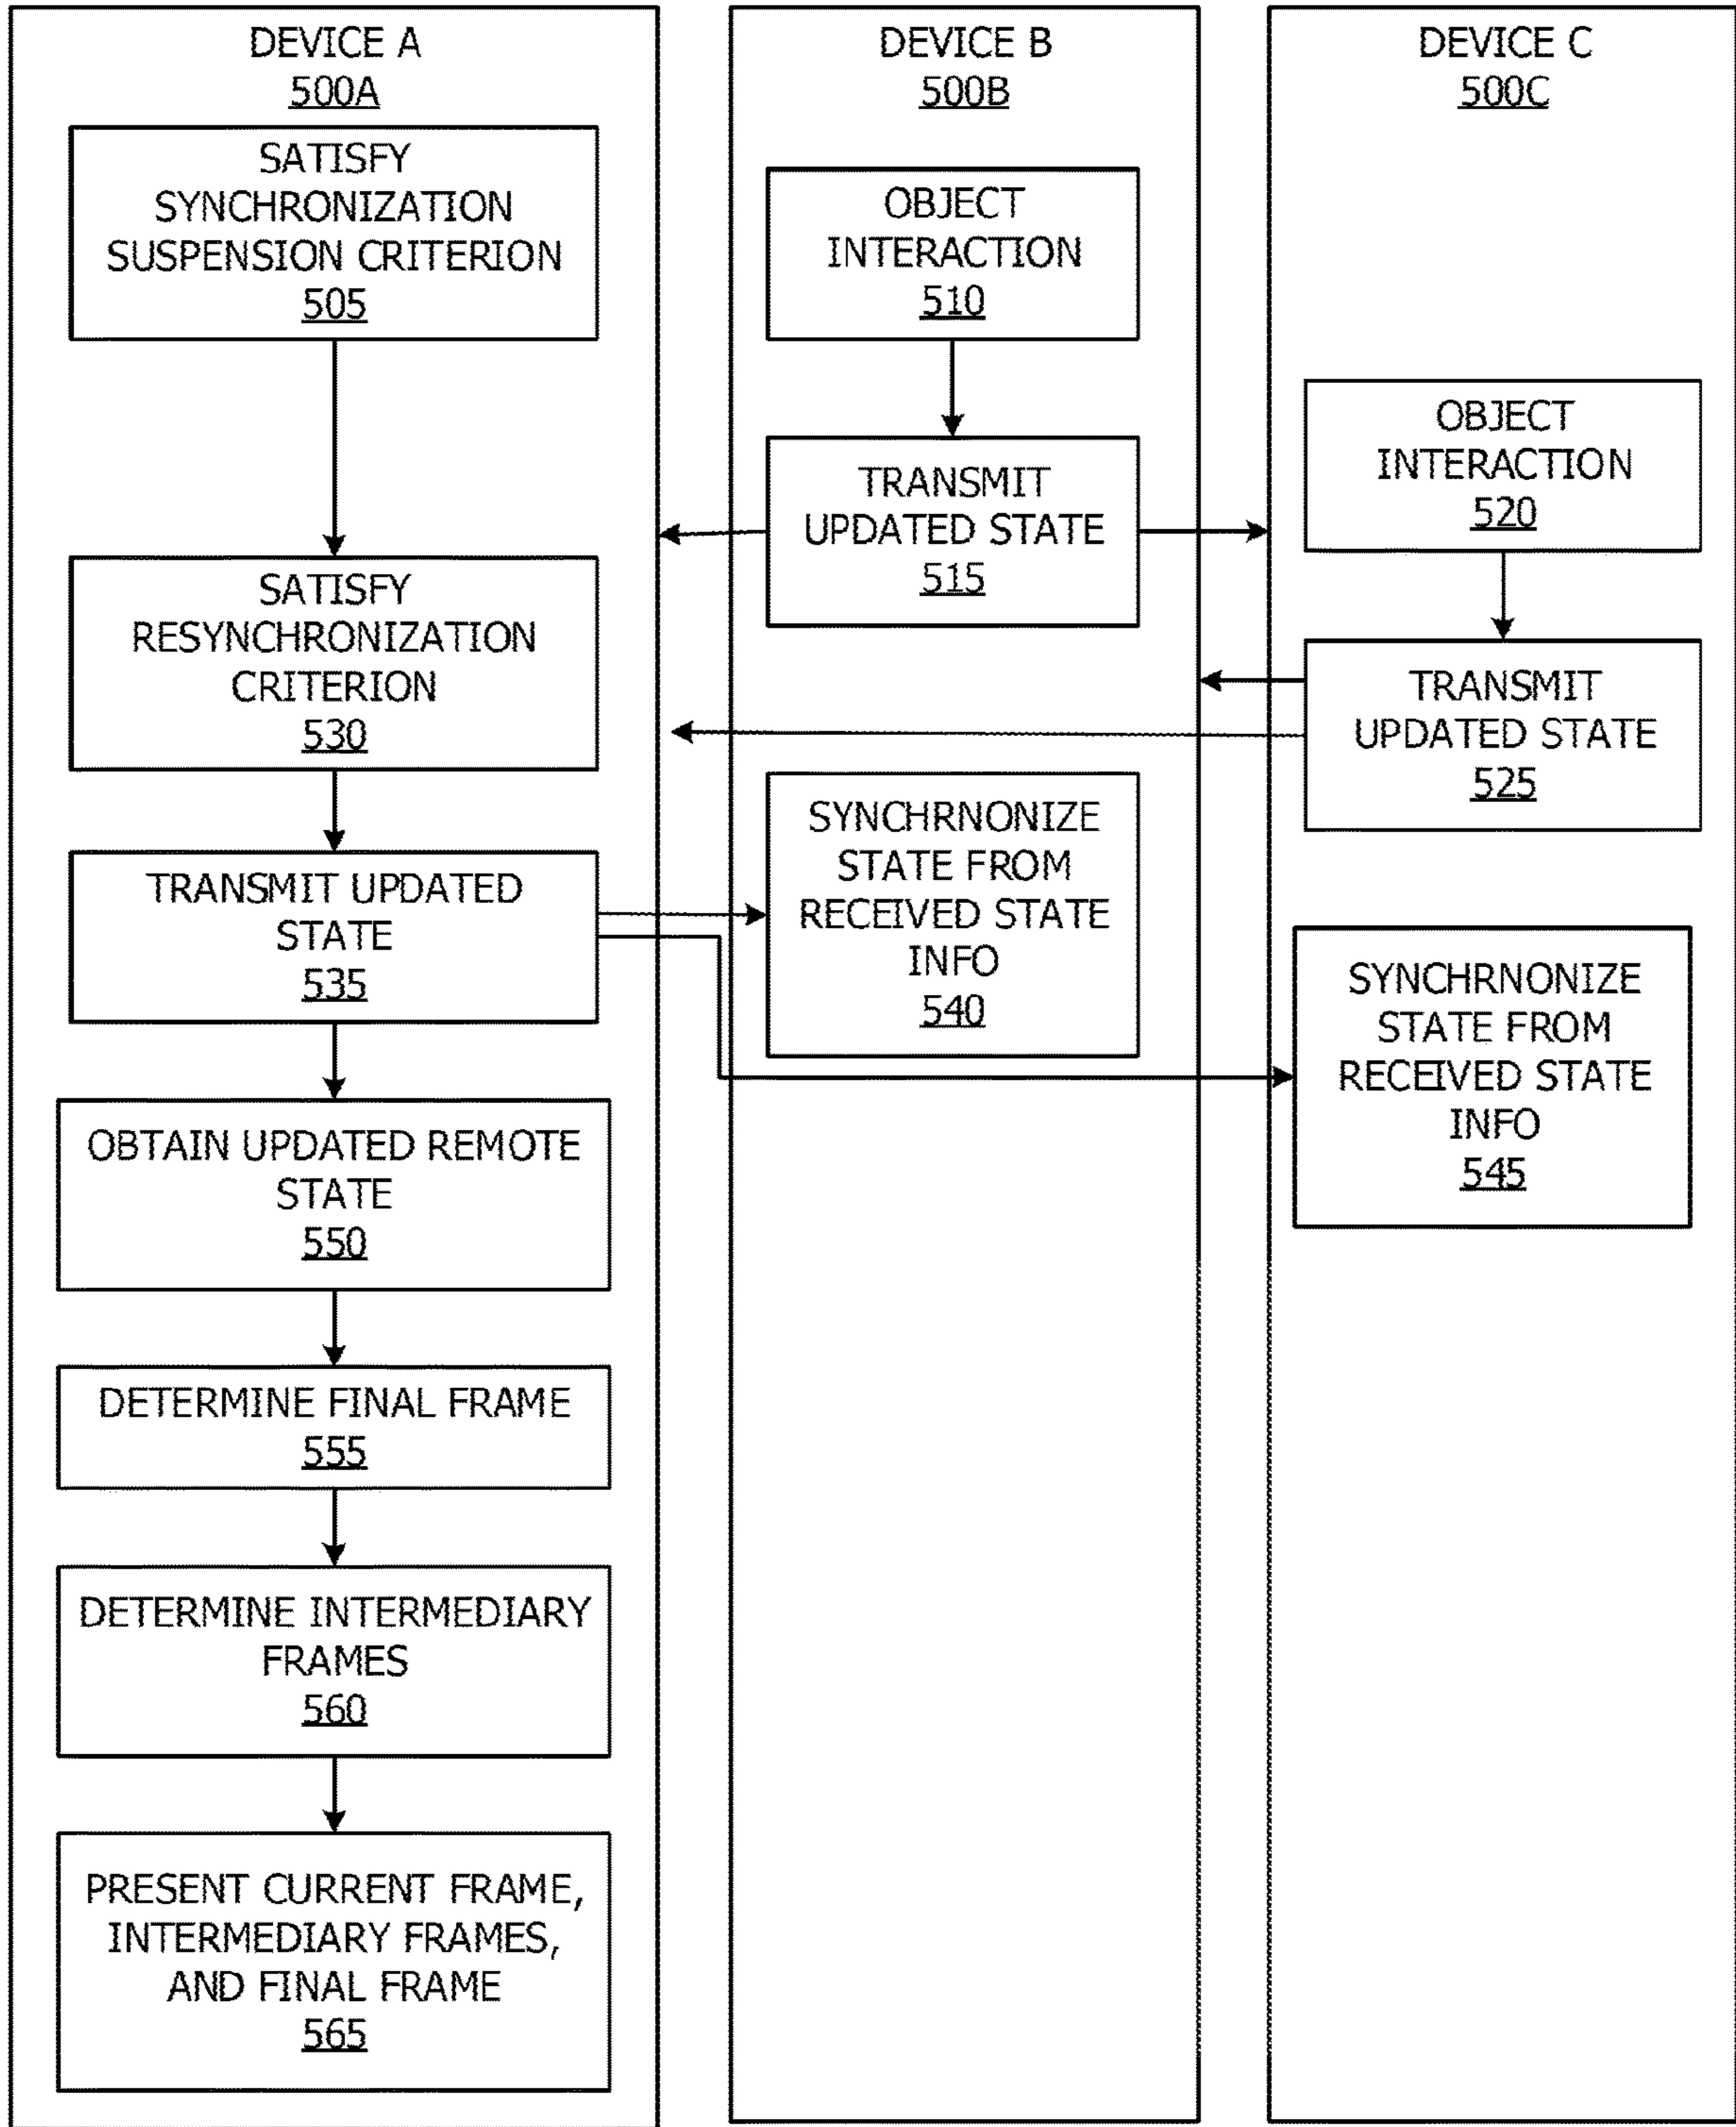 DEVICE A
500A
SATISFY
SYNCHRONIZATION
SUSPENSION CRITERION
505
SATISFY
RESYNCHRONIZATION
CRITERION
530
TRANSMIT UPDATED
STATE
535
OBTAIN UPDATED REMOTE
STATE
550
DETERMINE FINAL FRAME
555
DETERMINE INTERMEDIARY
FRAMES
560
PRESENT CURRENT FRAME,
INTERMEDIARY FRAMES,
AND FINAL FRAME
565
DEVICE B
500B
OBJECT
INTERACTION
510
TRANSMIT
UPDATED STATE
515
SYNCHRNONIZE
STATE FROM
RECEIVED STATE
INFO
540
DEVICE C
500C
OBJECT
INTERACTION
520
TRANSMIT
UPDATED STATE
525
SYNCHRNONIZE
STATE FROM
RECEIVED STATE
INFO
545